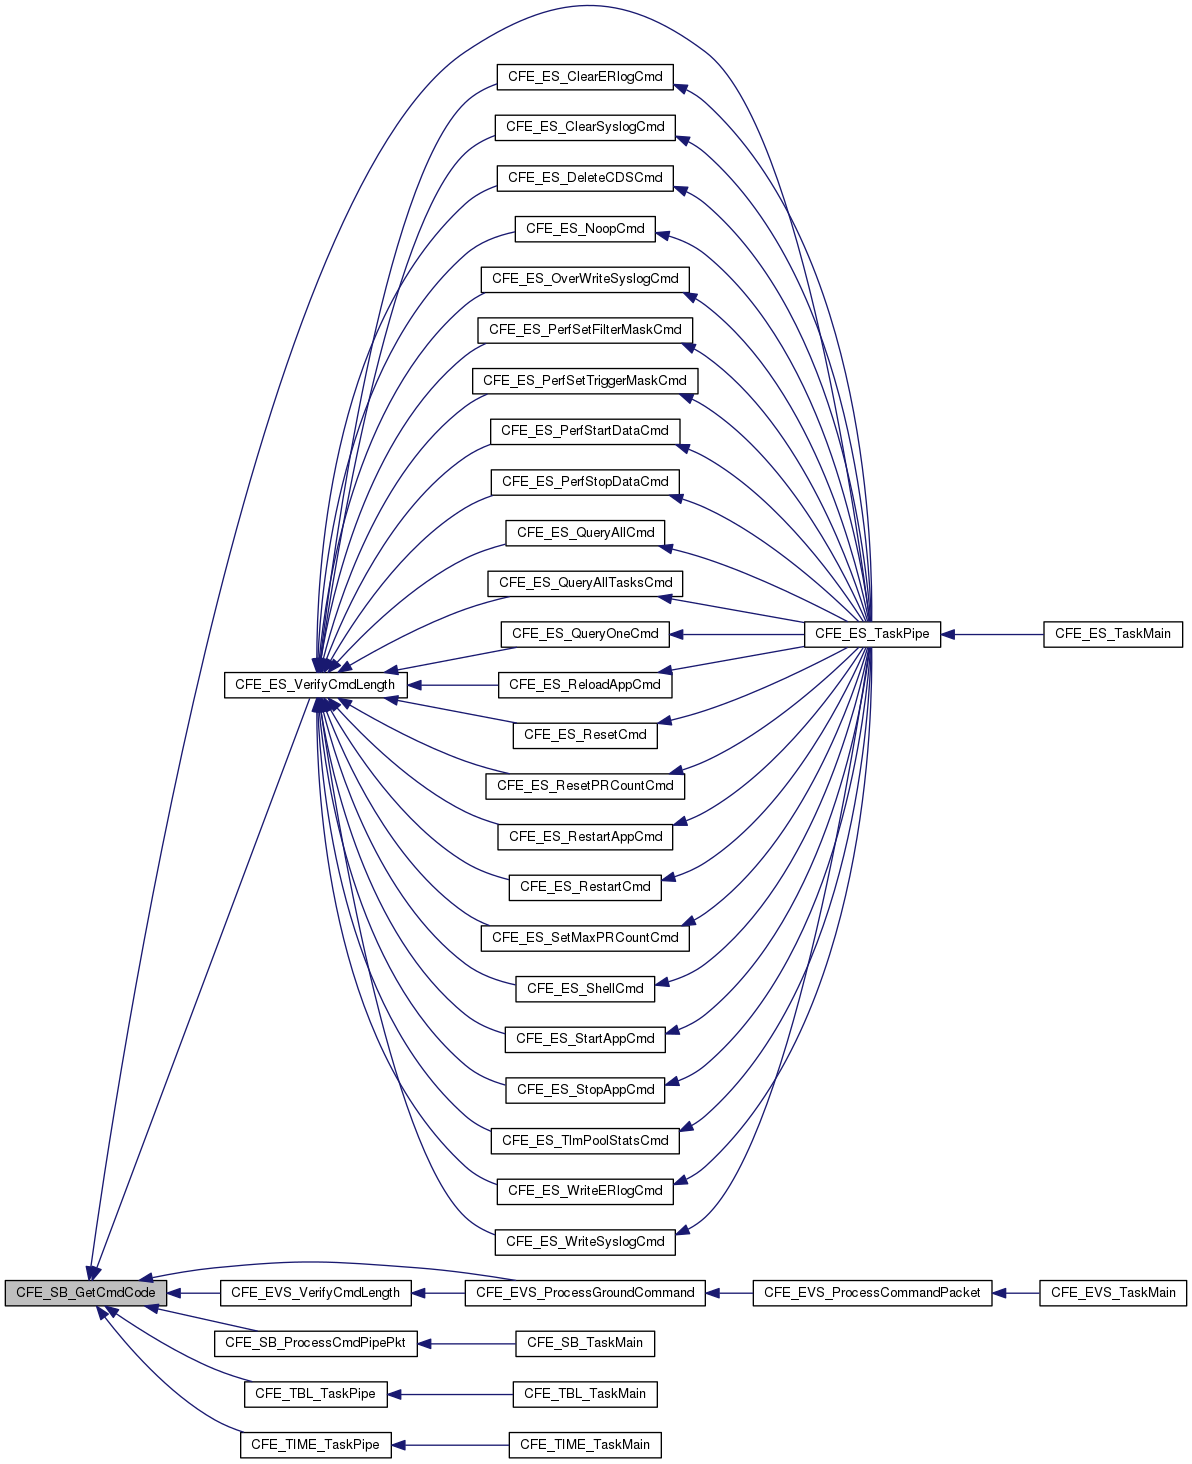 CFE_ES_ClearERlogCmd
CFE_ES_ClearSyslogCmd
CFE_ES_DeleteCDSCmd
CFE_ES_NoopCmd
CFE_ES_OverWriteSyslogCmd
CFE_ES_PerfSetFilterMaskCmd
CFE_ES_PerfSetTriggerMaskCmd
CFE_ES_PerfStartDataCmd
CFE_ES_PerfStopDataCmd
CFE_ES_QueryAllCmd
CFE_ES_QueryAllTasksCmd
CFE_ES_QueryOneCmd
CFE_ES_TaskPipe
CFE_ES_TaskMain
CFE_ES_VerifyCmdLength
CFE_ES_ReloadAppCmd
CFE_ES_ResetCmd
CFE_ES_ResetPRCountCmd
CFE_ES_RestartAppCmd
CFE_ES_RestartCmd
CFE_ES_SetMaxPRCountCmd
CFE_ES_ShellCmd
CFE_ES_StartAppCmd
CFE_ES_StopAppCmd
CFE_ES_TlmPoolStatsCmd
CFE_ES_WriteERlogCmd
CFE_ES_WriteSyslogCmd
CFE_SB_GetCmdCode
CFE_EVS_VerifyCmdLength
CFE_EVS_ProcessGroundCommand
CFE_EVS_ProcessCommandPacket
CFE_EVS_TaskMain
CFE_SB_ProcessCmdPipePkt
CFE_SB_TaskMain
CFE_TBL_TaskPipe
CFE_TBL_TaskMain
CFE_TIME_TaskPipe
CFE_TIME_TaskMain